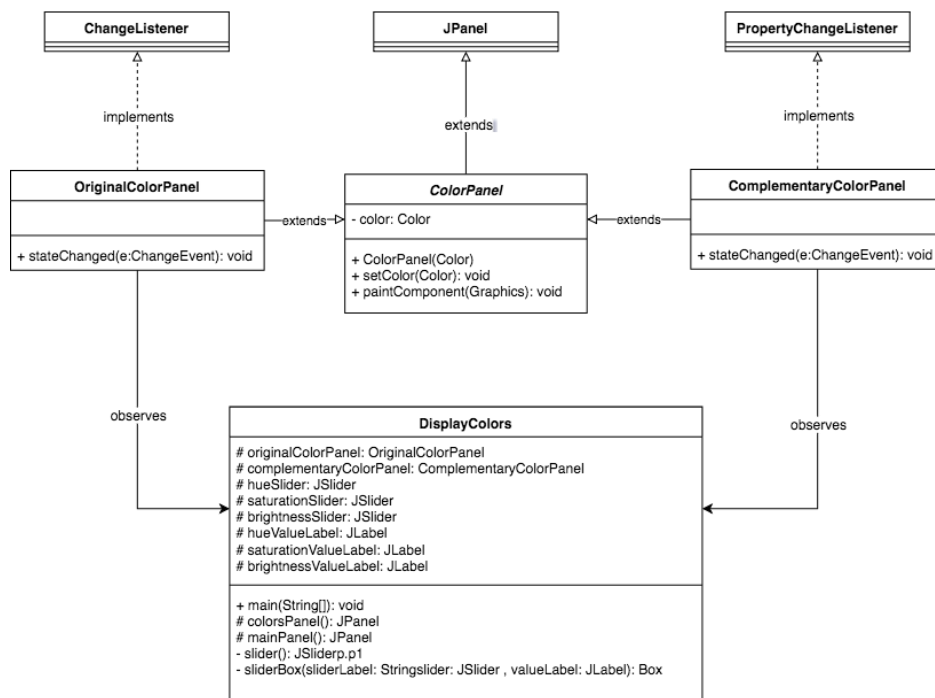 ChangeListener
JPanel
PropertyChangeListener
implements
extends
implements
OriginalColorPanel
+ stateChanged(e:ChangeEvent): void
extends
ColorPanel
- color: Color
+ ColorPanel(Color)
+ setColor(Color): void
+ paintComponent(Graphics): void
extends
ComplementaryColorPanel
+ stateChanged(e:ChangeEvent): void
observes
observes
DisplayColors
# originalColorPanel: OriginalColorPanel
# complementaryColorPanel: ComplementaryColorPanel
# hueSlider: JSlider
# saturationSlider: JSlider
# brightnessSlider: JSlider
# hueValueLabel: JLabel
# saturationValueLabel: JLabel
# brightnessValueLabel: JLabel
+ main(String[]): void
# colorsPanel(): JPanel
# mainPanel(): JPanel
- slider(): JSliderp.p1
- sliderBox(sliderLabel: Stringslider: JSlider , valueLabel: JLabel): Box